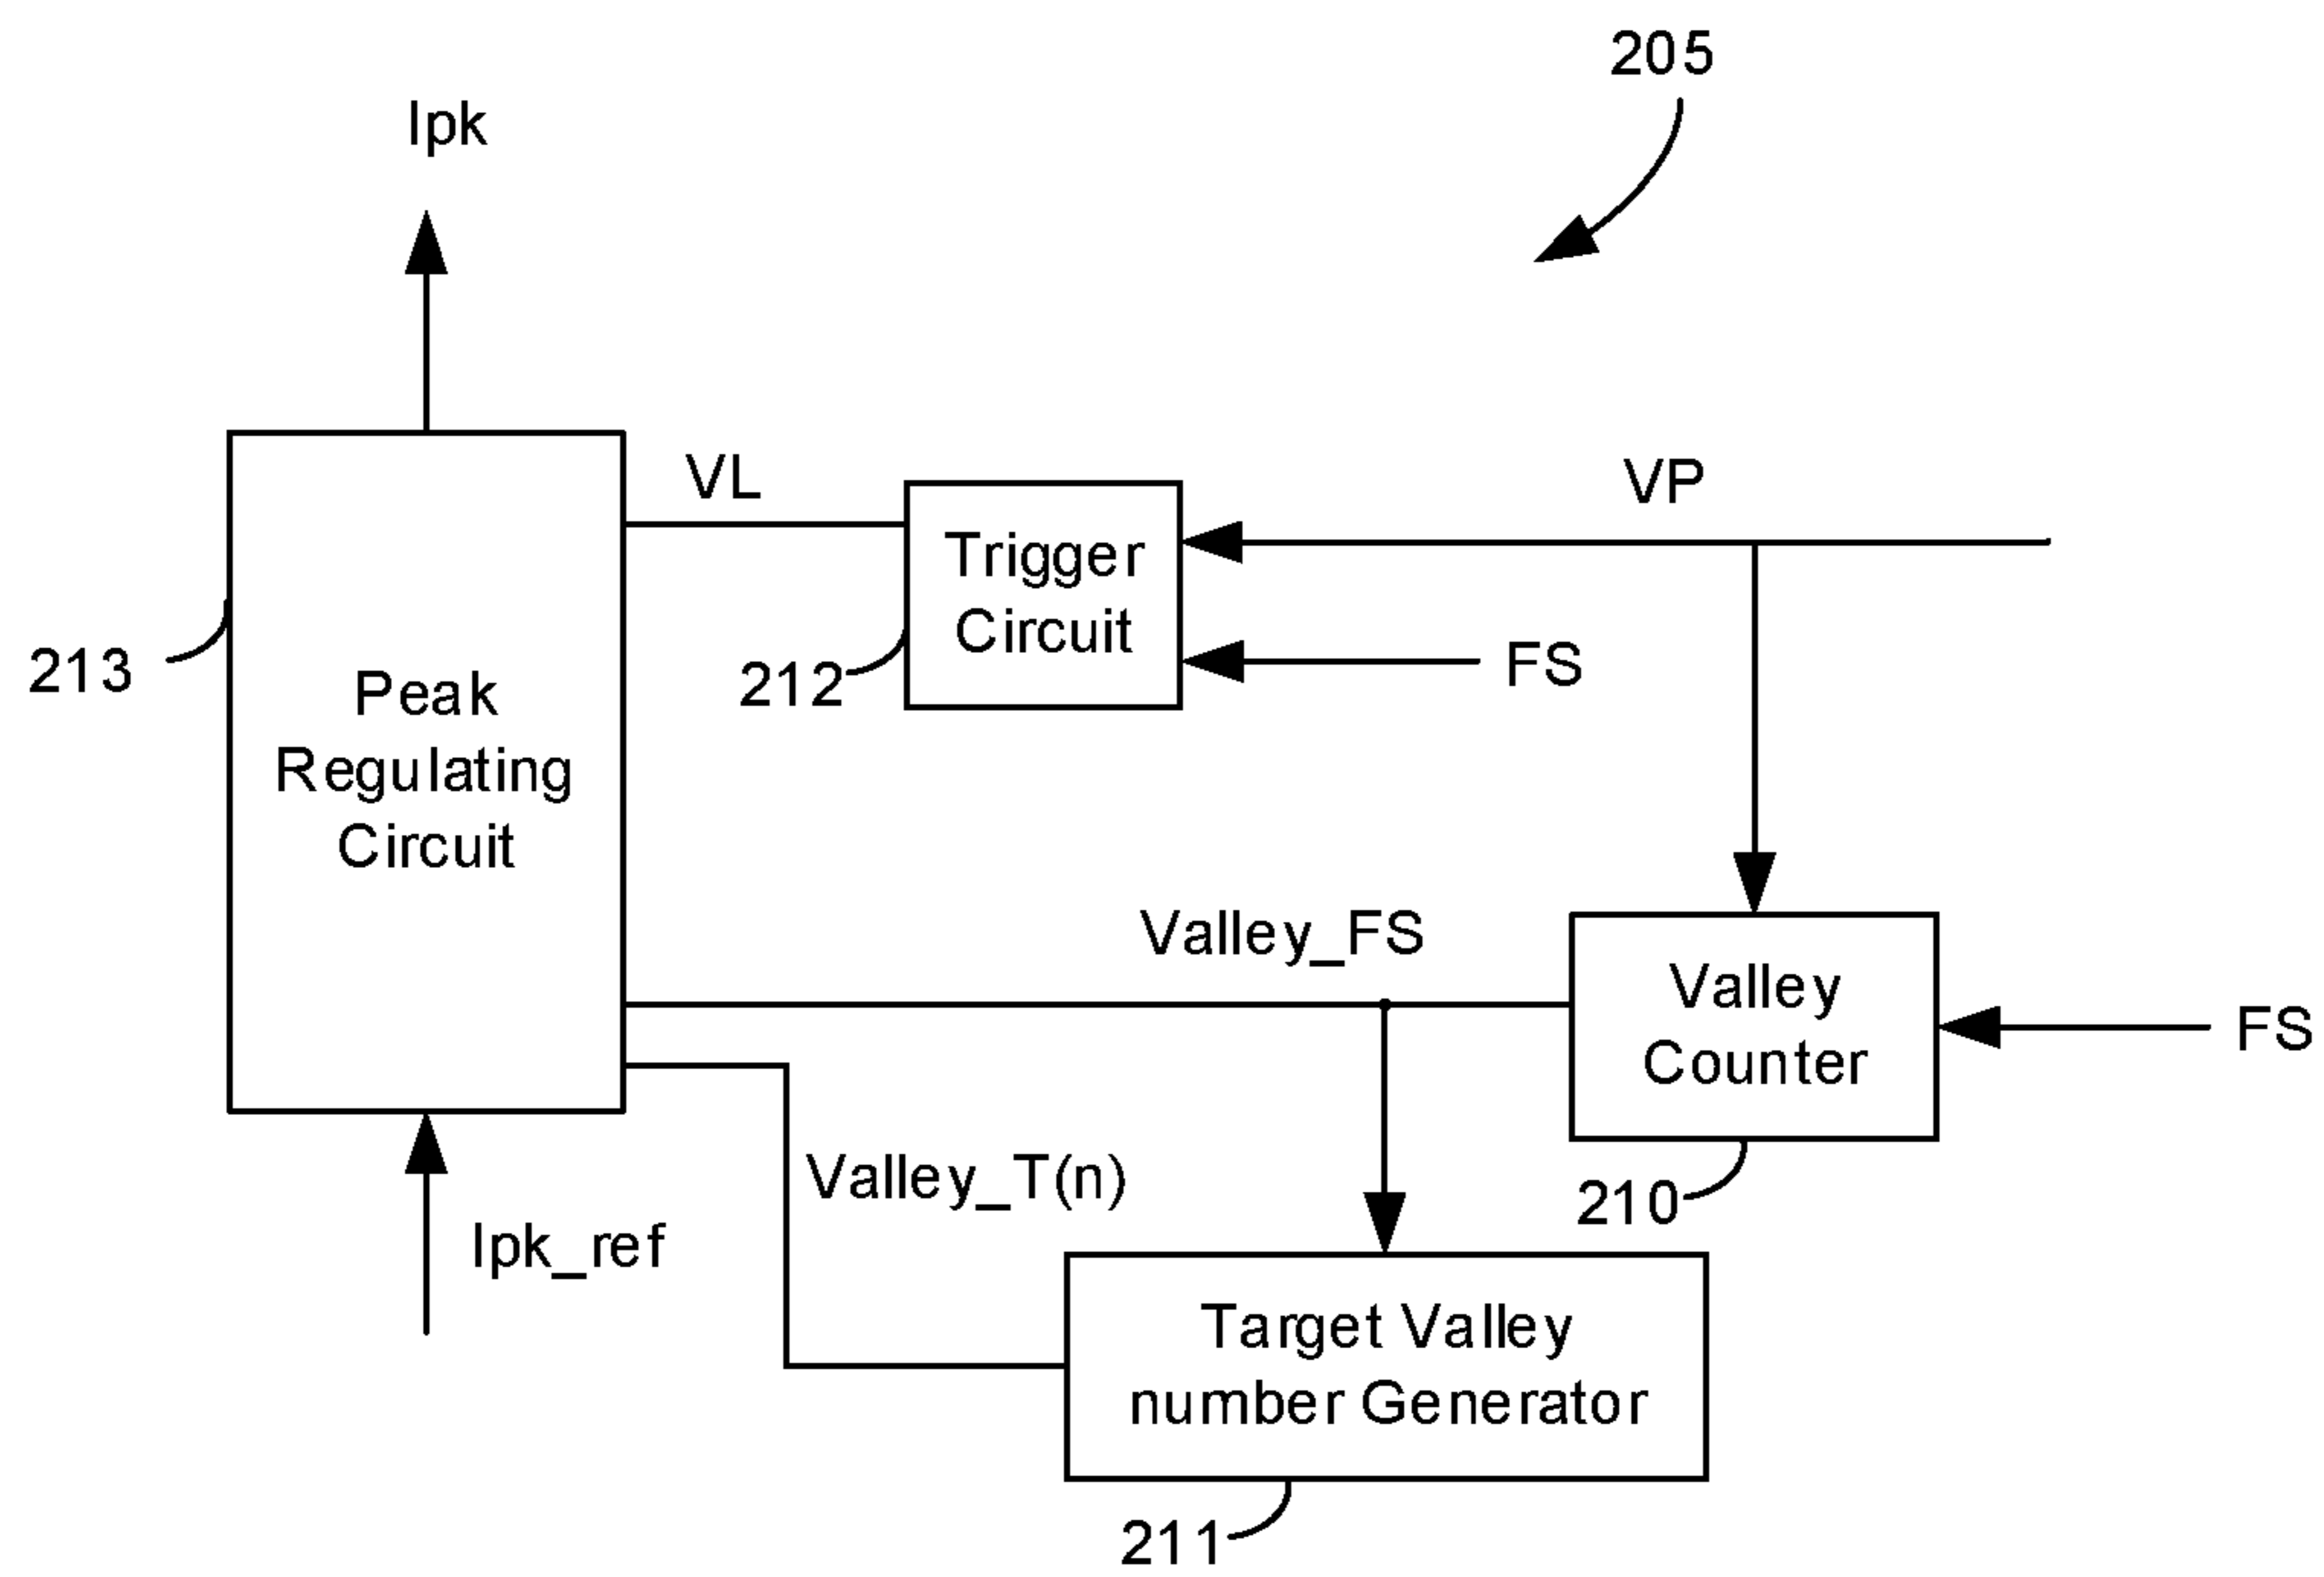 205
Ipk
VL
VP
Trigger
Circuit
FS
212
213
Peak
Regulating
Circuit
Valley_FS
Valley
Counter
FS
210
Valley_T(n)
Ipk_ref
Target Valley
number Generator
211